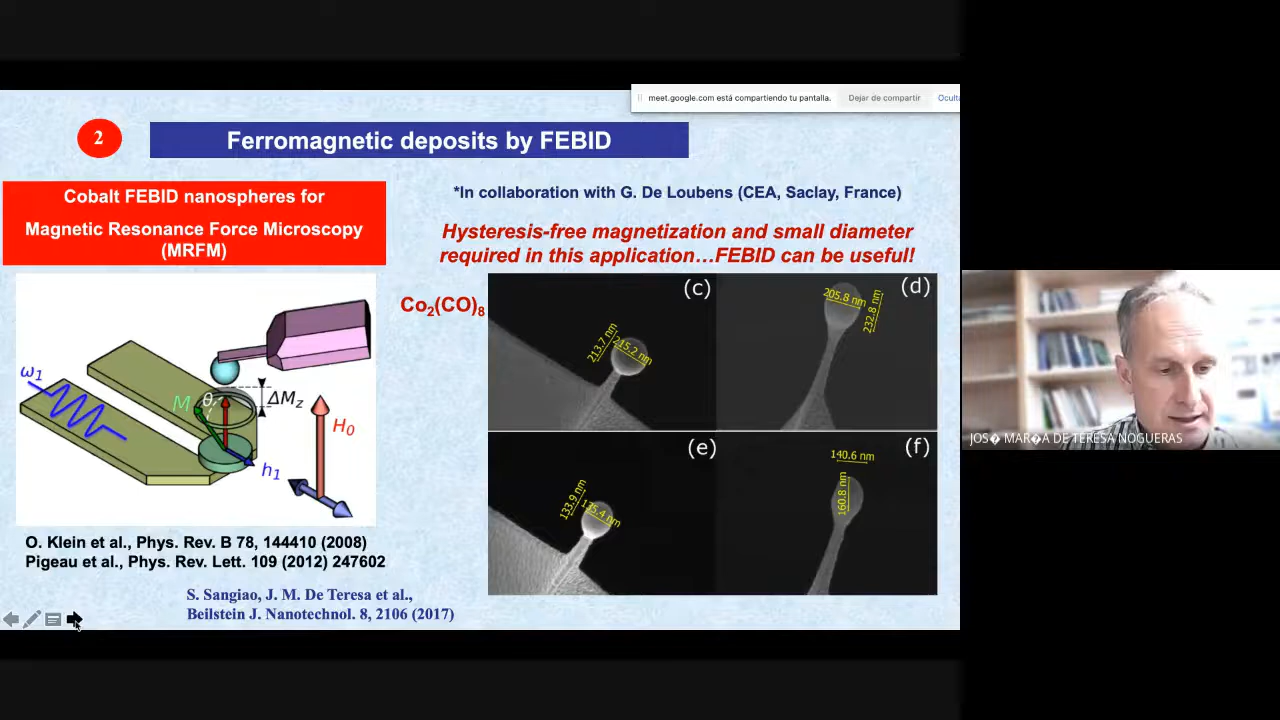 meet.google.com está compartiendo tu pantalla. Dejar de compartir Oculta
2
Ferromagnetic deposits by FEBID
Cobalt FEBID nanospheres for
Magnetic Resonance Force Microscopy
(MRFM)
*In collaboration with G. De Loubens (CEA, Saclay, France)
Hysteresis-free magnetization and small diameter
required in this application…FEBID can be useful!
Co₂(CO)₈
ω₁
M
θ
ΔM_z
H₀
h₁
(c)
213.7 nm
215.2 nm
(d)
205.8 nm
232.8 nm
(e)
133.9 nm
135.4 nm
(f)
140.6 nm
160.8 nm
O. Klein et al., Phys. Rev. B 78, 144410 (2008)
Pigeau et al., Phys. Rev. Lett. 109 (2012) 247602
S. Sangiao, J. M. De Teresa et al.,
Beilstein J. Nanotechnol. 8, 2106 (2017)
JOS� MAR�A DE TERESA NOGUERAS